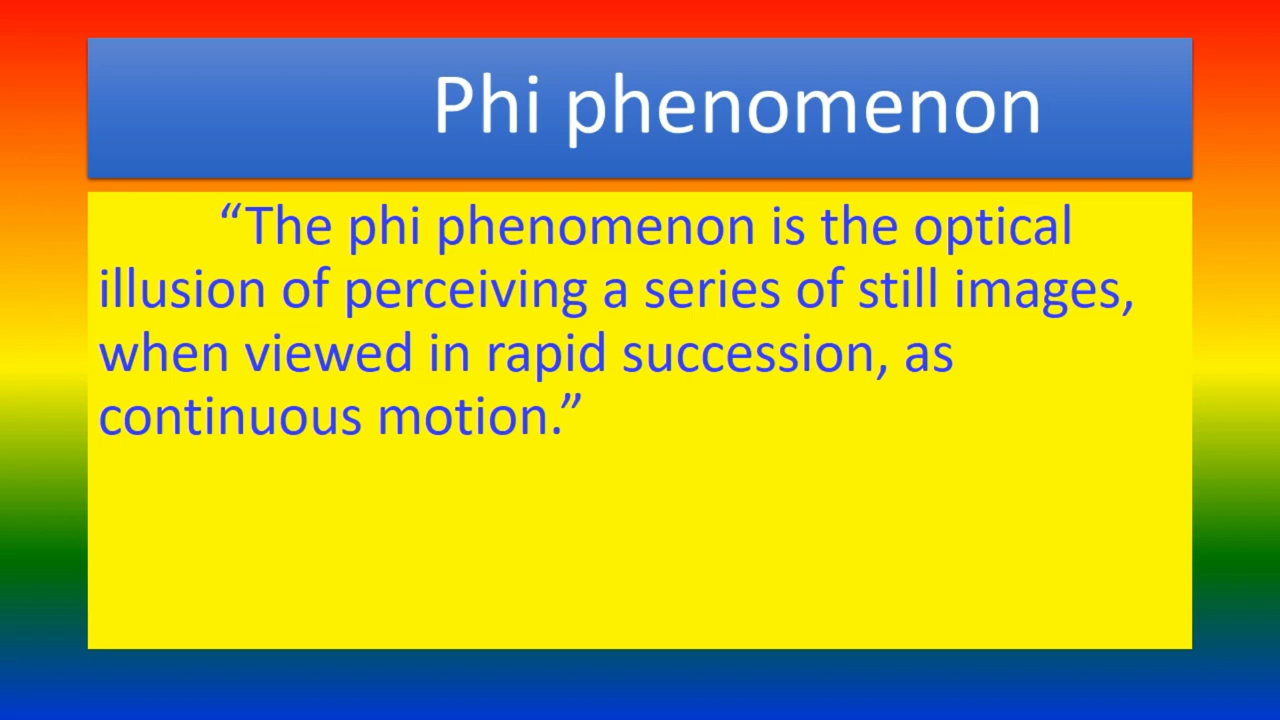 Phi phenomenon
“The phi phenomenon is the optical
illusion of perceiving a series of still images,
when viewed in rapid succession, as
continuous motion.”